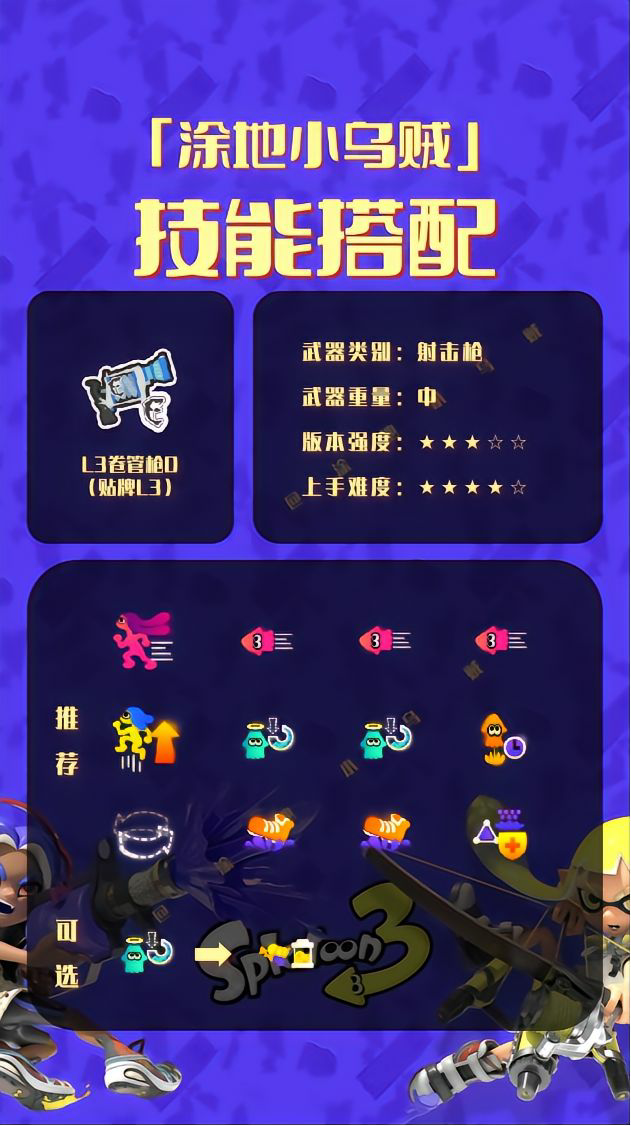 「涂地小乌贼」
技能搭配
L3卷管枪D
(贴牌L3)
武器类别：射击枪
武器重量：中
版本强度：★★★☆☆
上手难度：★★★★☆
推荐
可选
Splatoon 3